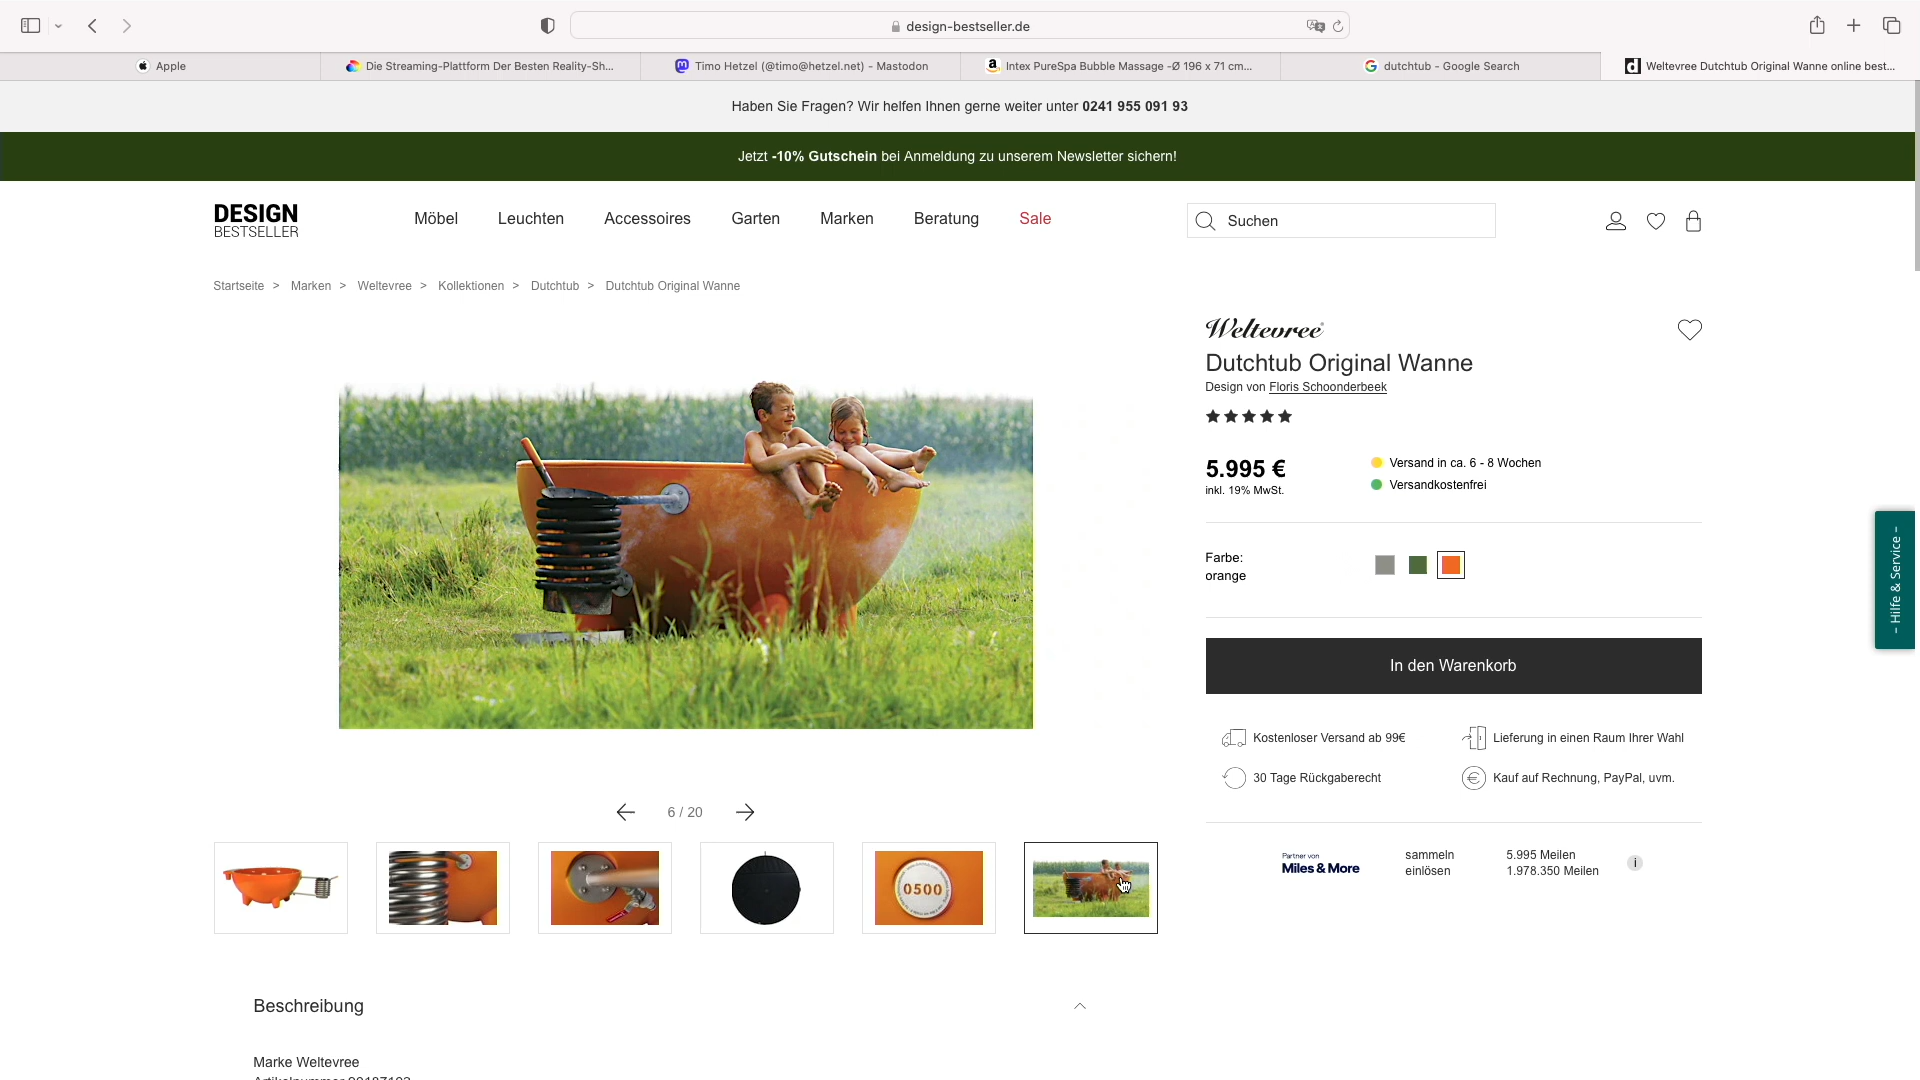 design-bestseller.de
Apple
Die Streaming-Plattform Der Besten Reality-Sh...
Timo Hetzel (@timo@hetzel.net) - Mastodon
Intex PureSpa Bubble Massage -Ø 196 x 71 cm...
dutchtub - Google Search
Weltevree Dutchtub Original Wanne online best...
Haben Sie Fragen? Wir helfen Ihnen gerne weiter unter 0241 955 091 93
Jetzt -10% Gutschein bei Anmeldung zu unserem Newsletter sichern!
DESIGN
BESTSELLER
Möbel
Leuchten
Accessoires
Garten
Marken
Beratung
Sale
Suchen
Startseite > Marken > Weltevree > Kollektionen > Dutchtub > Dutchtub Original Wanne
Weltevree
Dutchtub Original Wanne
Design von Floris Schoonderbeek
5.995 €
inkl. 19% MwSt.
Versand in ca. 6 - 8 Wochen
Versandkostenfrei
Farbe:
orange
– Hilfe & Service –
In den Warenkorb
Kostenloser Versand ab 99€
Lieferung in einen Raum Ihrer Wahl
30 Tage Rückgaberecht
Kauf auf Rechnung, PayPal, uvm.
6 / 20
0500
Partner von
Miles & More
sammeln
einlösen
5.995 Meilen
1.978.350 Meilen
i
Beschreibung
Marke Weltevree